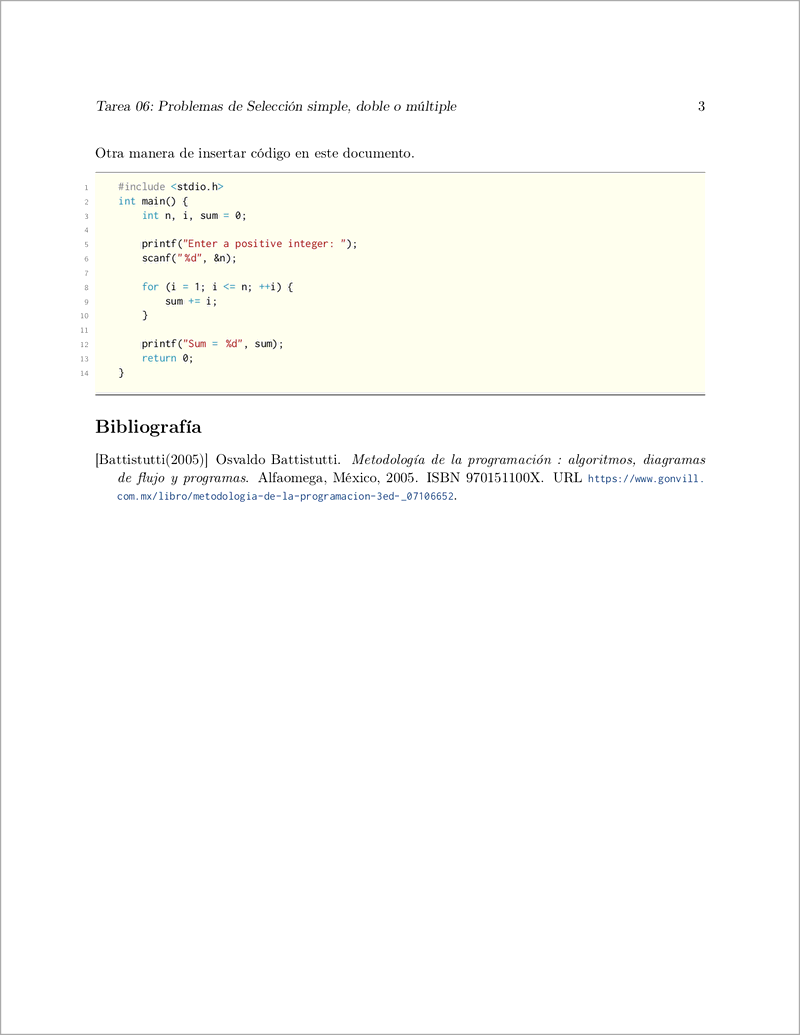 Tarea 06: Problemas de Selección simple, doble o múltiple 3
Otra manera de insertar código en este documento.
1 #include <stdio.h>
2 int main() {
3     int n, i, sum = 0;
4
5     printf("Enter a positive integer: ");
6     scanf("%d", &n);
7
8     for (i = 1; i <= n; ++i) {
9         sum += i;
10     }
11
12     printf("Sum = %d", sum);
13     return 0;
14 }
Bibliografía
[Battistutti(2005)] Osvaldo Battistutti. Metodología de la programación : algoritmos, diagramas
de flujo y programas. Alfaomega, México, 2005. ISBN 970151100X. URL https://www.gonvill.
com.mx/libro/metodologia-de-la-programacion-3ed-_07106652.